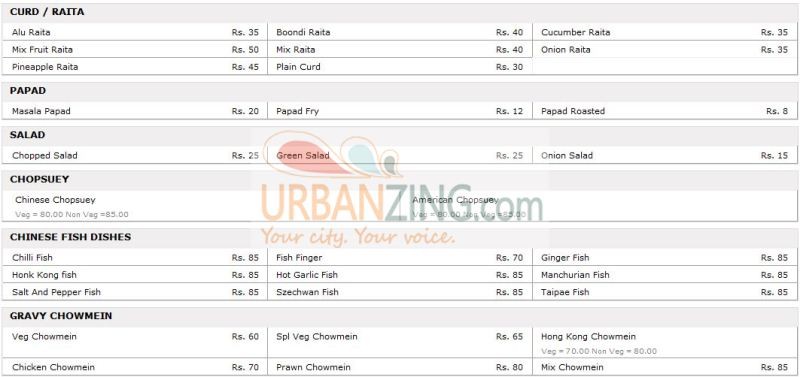 CURD / RAITA
Alu Raita Rs. 35 Boondi Raita Rs. 40 Cucumber Raita Rs. 35
Mix Fruit Raita Rs. 50 Mix Raita Rs. 40 Onion Raita Rs. 35
Pineapple Raita Rs. 45 Plain Curd Rs. 30
PAPAD
Masala Papad Rs. 20 Papad Fry Rs. 12 Papad Roasted Rs. 8
SALAD
Chopped Salad Rs. 25 Green Salad Rs. 25 Onion Salad Rs. 15
CHOPSUEY
Chinese Chopsuey American Chopsuey
Veg = 80.00 Non Veg =85.00 Veg = 80.00 Non Veg =85.00
URBANZING.com
Your city. Your voice.
CHINESE FISH DISHES
Chilli Fish Rs. 85 Fish Finger Rs. 70 Ginger Fish Rs. 85
Honk Kong fish Rs. 85 Hot Garlic Fish Rs. 85 Manchurian Fish Rs. 85
Salt And Pepper Fish Rs. 85 Szechwan Fish Rs. 85 Taipae Fish Rs. 85
GRAVY CHOWMEIN
Veg Chowmein Rs. 60 Spl Veg Chowmein Rs. 65 Hong Kong Chowmein
Veg = 70.00 Non Veg = 80.00
Chicken Chowmein Rs. 70 Prawn Chowmein Rs. 80 Mix Chowmein Rs. 85